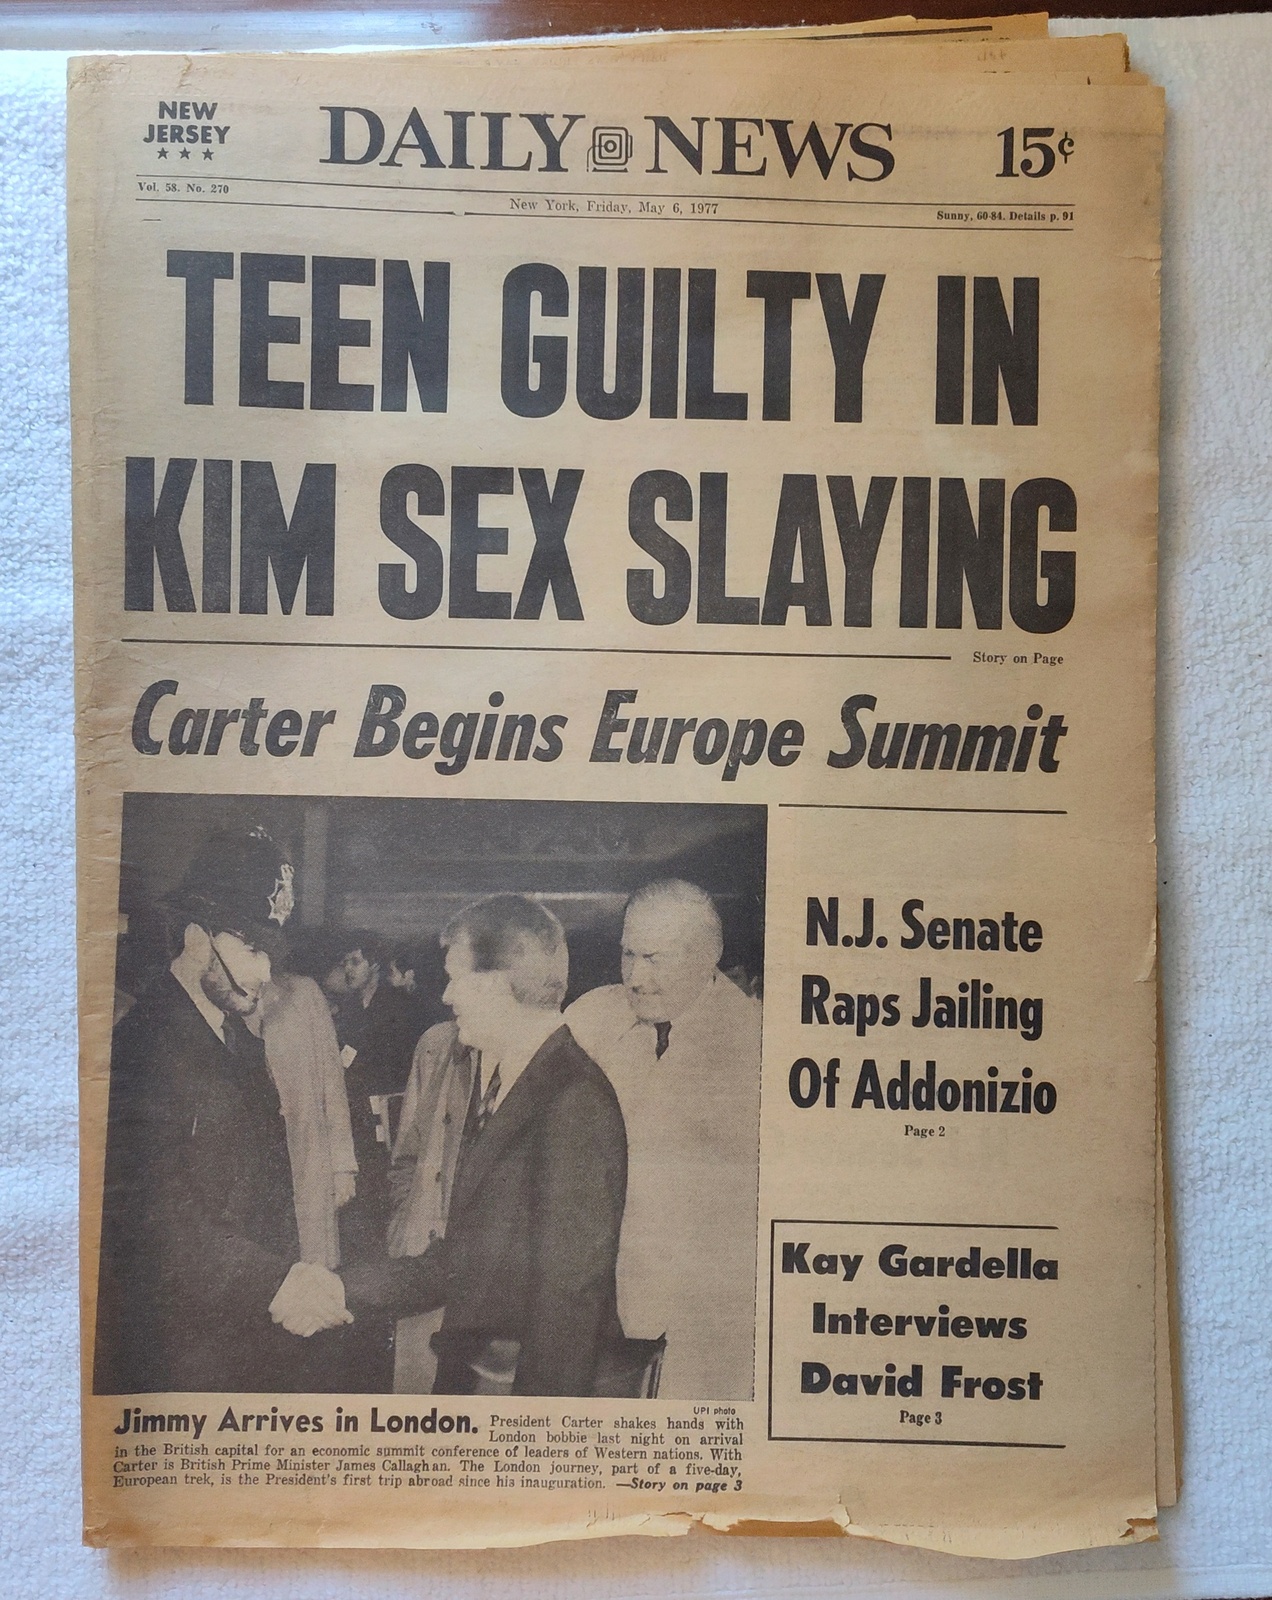 NEW
JERSEY
★ ★ ★
DAILY NEWS
15¢
Vol. 58. No. 270
New York, Friday, May 6, 1977
Sunny, 60-84. Details p. 91
TEEN GUILTY IN
KIM SEX SLAYING
Story on Page
Carter Begins Europe Summit
N.J. Senate
Raps Jailing
Of Addonizio
Page 2
Kay Gardella
Interviews
David Frost
Page 3
UPI photo
Jimmy Arrives in London. President Carter shakes hands with
London bobbie last night on arrival
in the British capital for an economic summit conference of leaders of Western nations. With
Carter is British Prime Minister James Callaghan. The London journey, part of a five-day,
European trek, is the President's first trip abroad since his inauguration. —Story on page 3